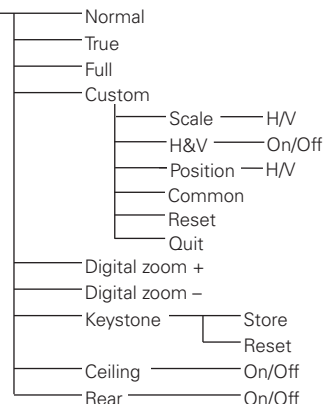 Normal
True
Full
Custom
Scale H/V
H&V On/Off
Position H/V
Common
Reset
Quit
Digital zoom +
Digital zoom –
Keystone Store
Reset
Ceiling On/Off
Rear On/Off